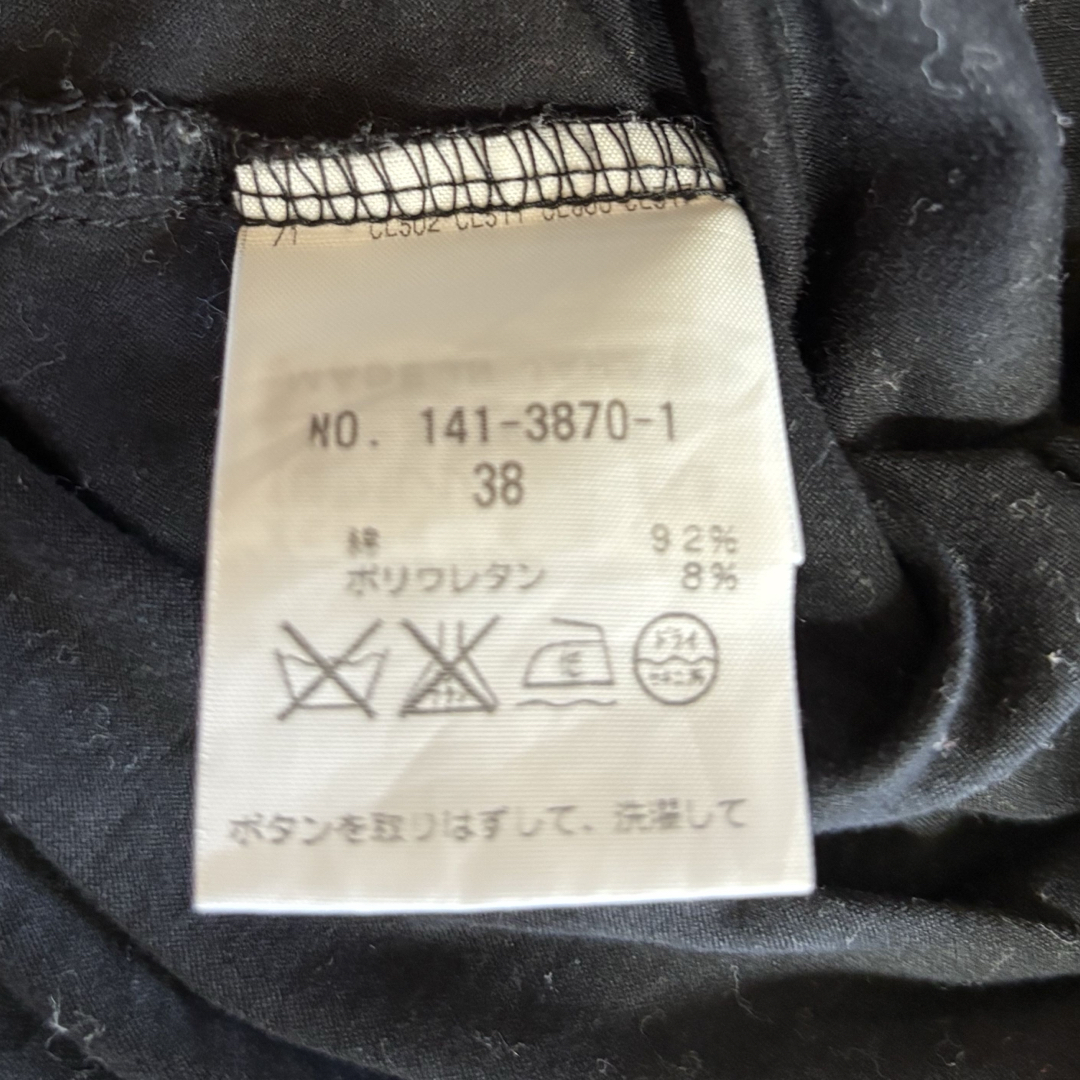 NO. 141-3870-1
38
綿 92%
ポリウレタン 8%
ドライ
ボタンを取りはずして、洗濯して